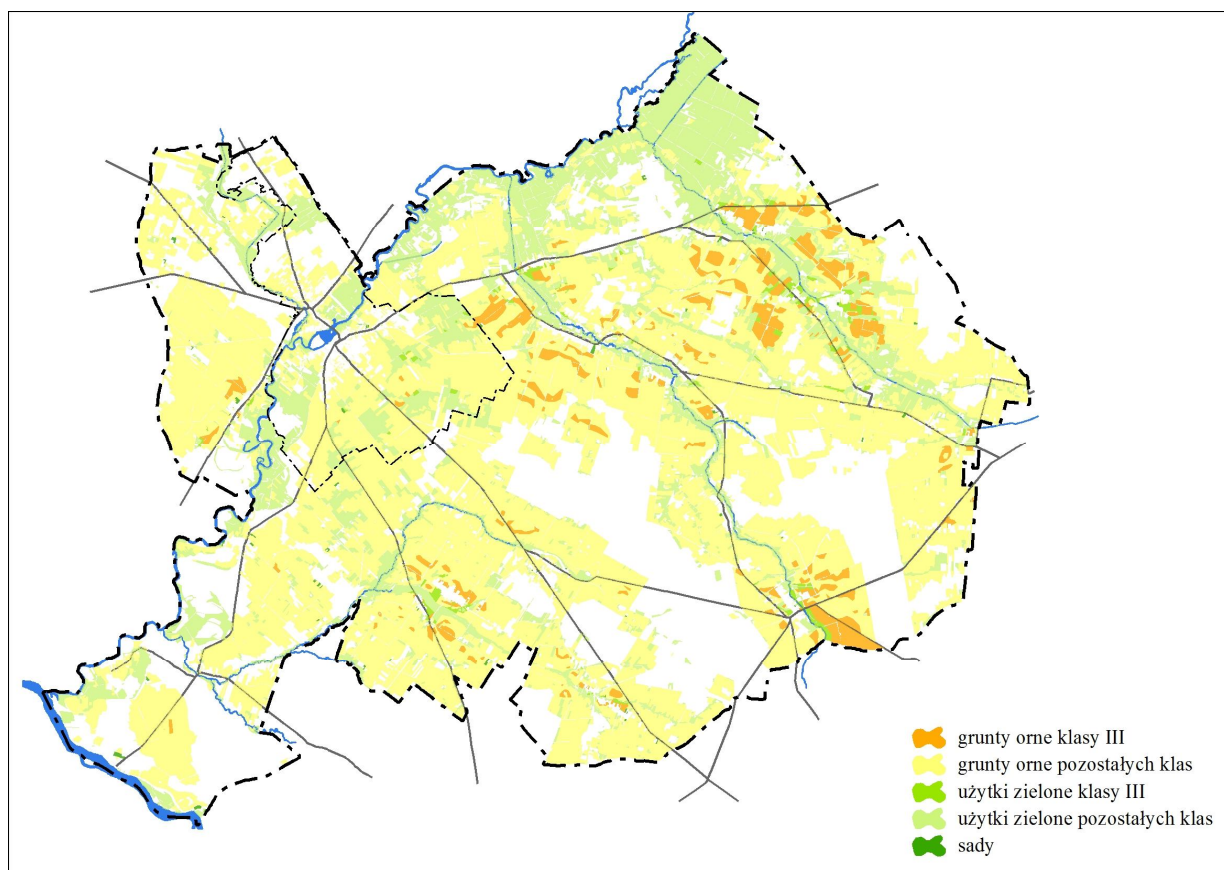 grunty orne klasy III
grunty orne pozostałych klas
użytki zielone klasy III
użytki zielone pozostałych klas
sady